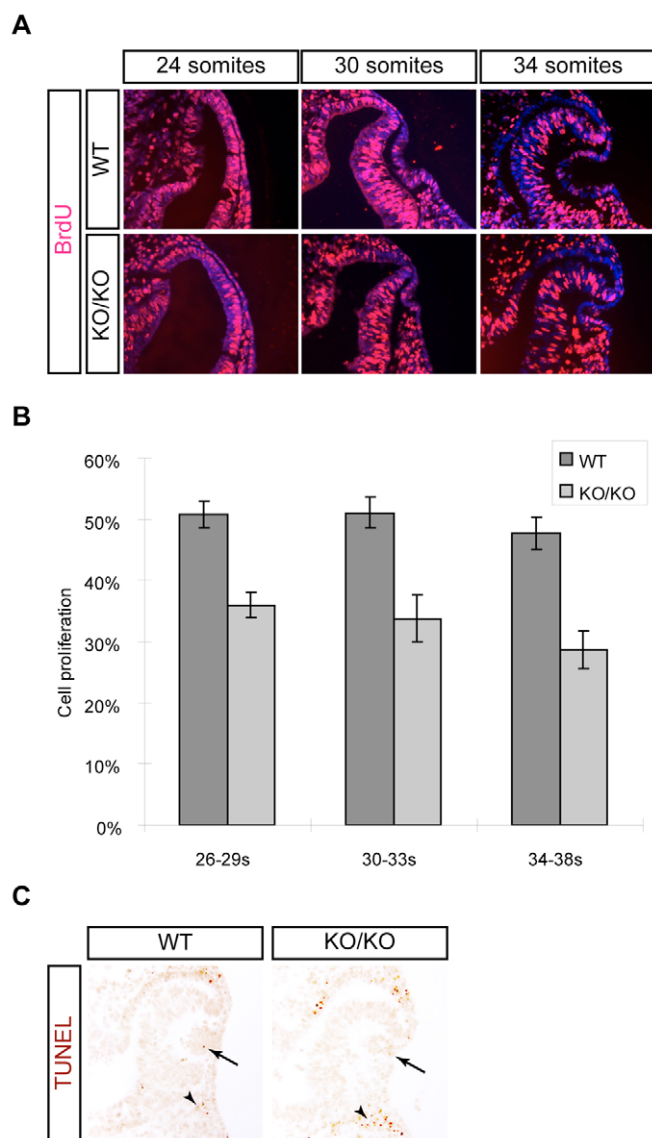 A
24 somites 30 somites 34 somites
BrdU
WT
KO/KO
B
60%
50%
40%
30%
20%
10%
0%
Cell proliferation
WT
KO/KO
26-29s 30-33s 34-38s
C
WT KO/KO
TUNEL